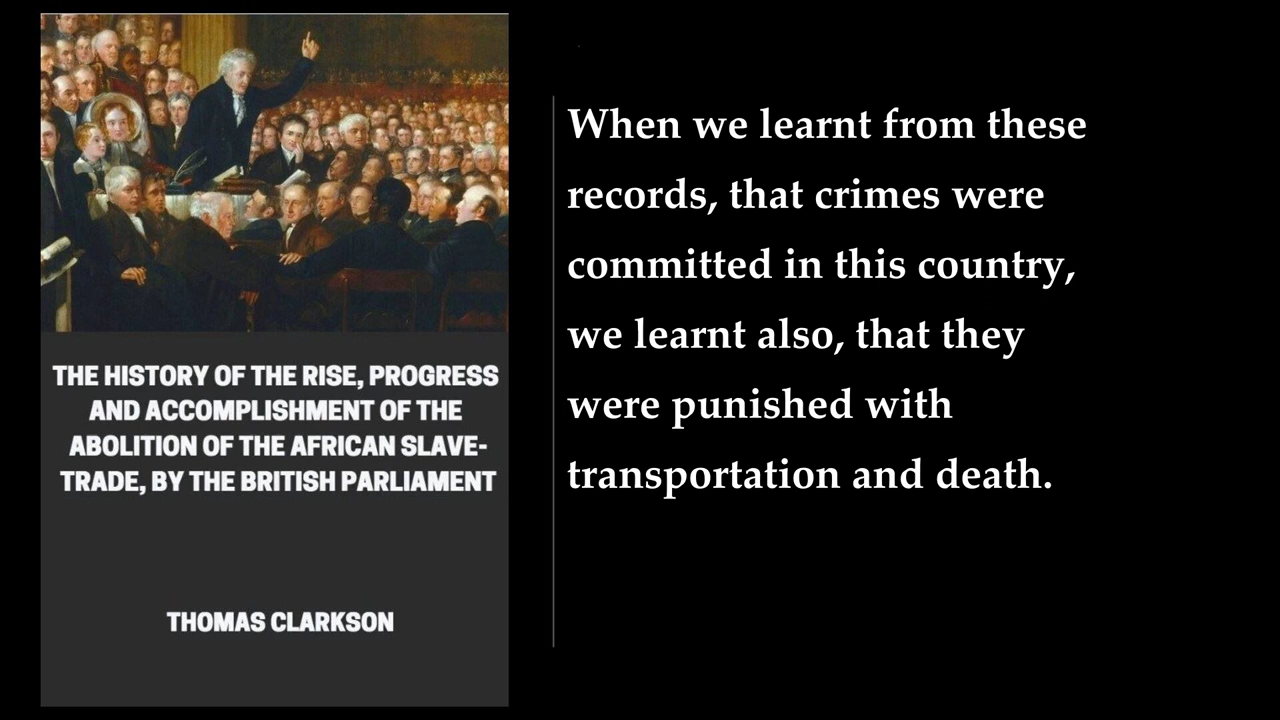 THE HISTORY OF THE RISE, PROGRESS
AND ACCOMPLISHMENT OF THE
ABOLITION OF THE AFRICAN SLAVE-
TRADE, BY THE BRITISH PARLIAMENT
THOMAS CLARKSON
When we learnt from these
records, that crimes were
committed in this country,
we learnt also, that they
were punished with
transportation and death.